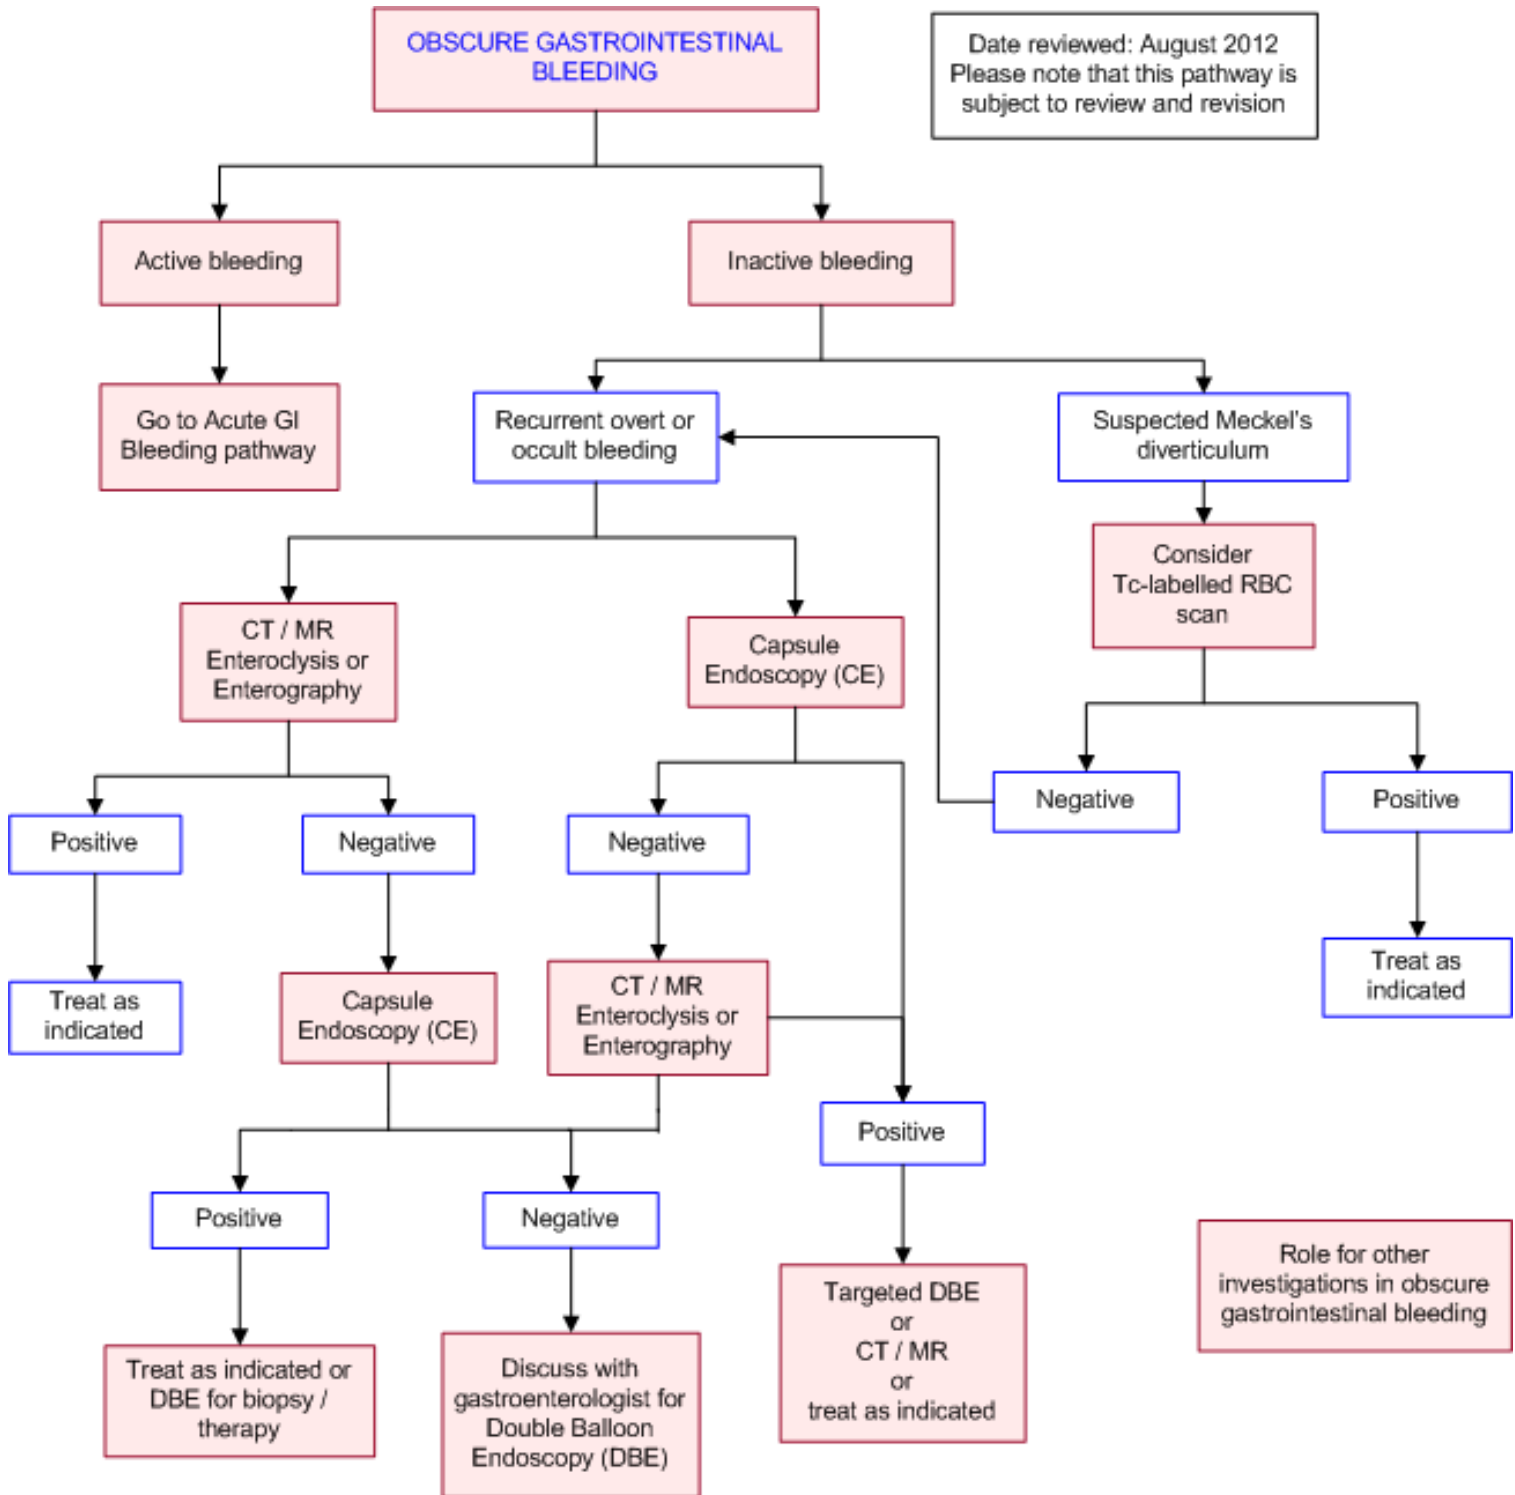 OBSCURE GASTROINTESTINAL
BLEEDING
Date reviewed: August 2012
Please note that this pathway is
subject to review and revision
Active bleeding
Inactive bleeding
Go to Acute GI
Bleeding pathway
Recurrent overt or
occult bleeding
Suspected Meckel's
diverticulum
Consider
Tc-labelled RBC
scan
CT / MR
Enteroclysis or
Enterography
Capsule
Endoscopy (CE)
Negative
Positive
Positive
Negative
Negative
Treat as
indicated
Treat as
indicated
Capsule
Endoscopy (CE)
CT / MR
Enteroclysis or
Enterography
Positive
Positive
Negative
Targeted DBE
or
CT / MR
or
treat as indicated
Role for other
investigations in obscure
gastrointestinal bleeding
Treat as indicated or
DBE for biopsy /
therapy
Discuss with
gastroenterologist for
Double Balloon
Endoscopy (DBE)